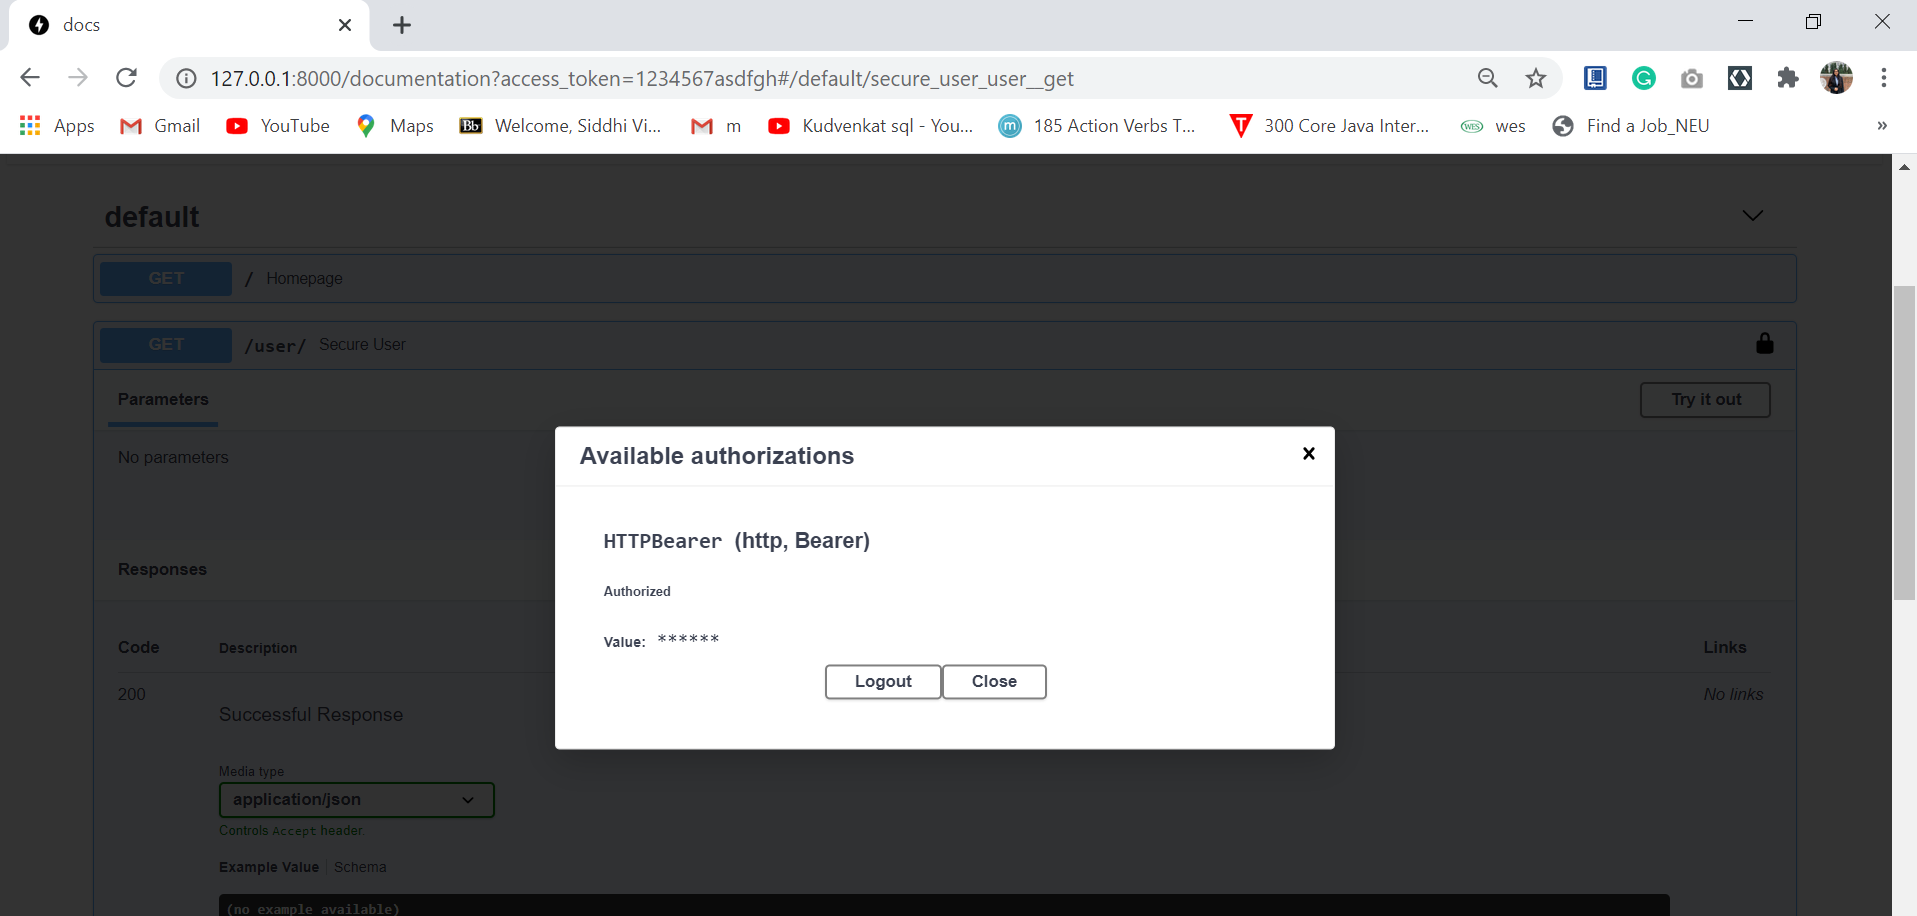 docs
127.0.0.1:8000/documentation?access_token=1234567asdfgh#/default/secure_user_user__get
Apps Gmail YouTube Maps Bb Welcome, Siddhi Vi... m Kudvenkat sql - You... m 185 Action Verbs T... T 300 Core Java Inter... WES wes Find a Job_NEU »
default
GET / Homepage
GET /user/ Secure User
Parameters Try it out
No parameters
Available authorizations
HTTPBearer (http, Bearer)
Authorized
Value: ******
Logout Close
Responses
Code Description Links
200 Successful Response No links
Media type
application/json
Controls Accept header.
Example Value Schema
(no example available)